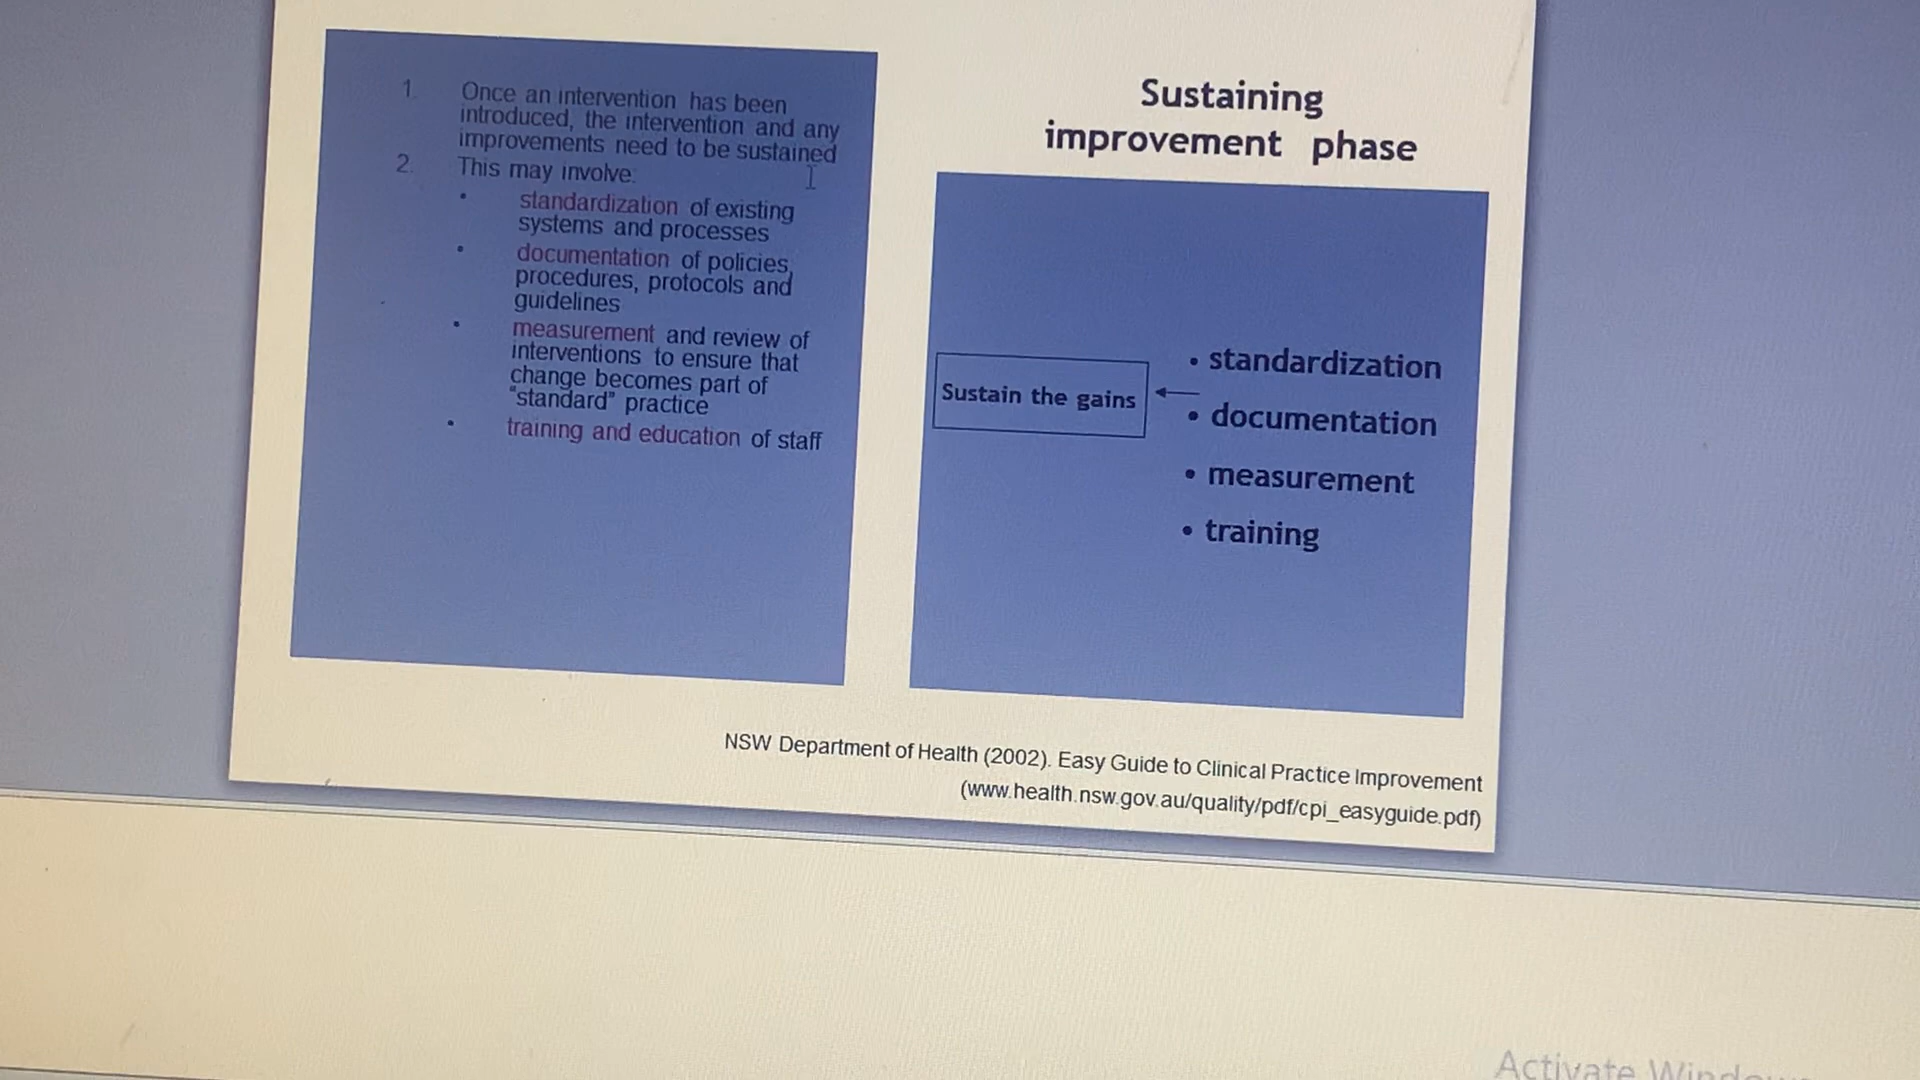 1. Once an intervention has been
introduced, the intervention and any
improvements need to be sustained
2. This may involve:
• standardization of existing
systems and processes
• documentation of policies,
procedures, protocols and
guidelines
• measurement and review of
interventions to ensure that
change becomes part of
"standard" practice
• training and education of staff
Sustaining
improvement phase
Sustain the gains
• standardization
• documentation
• measurement
• training
NSW Department of Health (2002). Easy Guide to Clinical Practice Improvement
(www.health.nsw.gov.au/quality/pdf/cpi_easyguide.pdf)
Activate